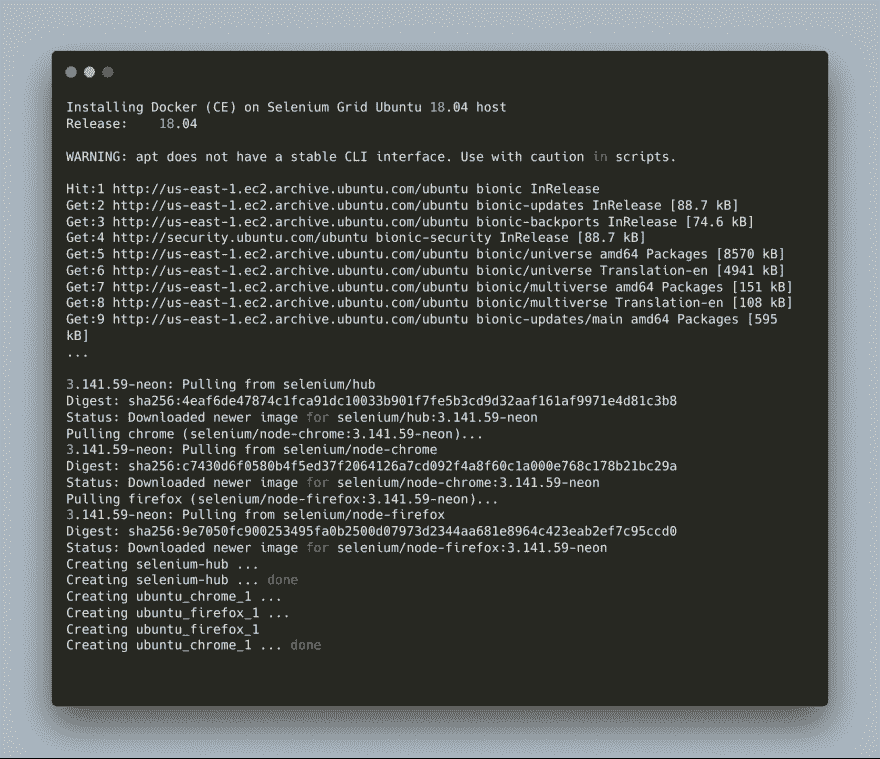 Installing Docker (CE) on Selenium Grid Ubuntu 18.04 host
Release:    18.04
WARNING: apt does not have a stable CLI interface. Use with caution in scripts.
Hit:1 http://us-east-1.ec2.archive.ubuntu.com/ubuntu bionic InRelease
Get:2 http://us-east-1.ec2.archive.ubuntu.com/ubuntu bionic-updates InRelease [88.7 kB]
Get:3 http://us-east-1.ec2.archive.ubuntu.com/ubuntu bionic-backports InRelease [74.6 kB]
Get:4 http://security.ubuntu.com/ubuntu bionic-security InRelease [88.7 kB]
Get:5 http://us-east-1.ec2.archive.ubuntu.com/ubuntu bionic/universe amd64 Packages [8570 kB]
Get:6 http://us-east-1.ec2.archive.ubuntu.com/ubuntu bionic/universe Translation-en [4941 kB]
Get:7 http://us-east-1.ec2.archive.ubuntu.com/ubuntu bionic/multiverse amd64 Packages [151 kB]
Get:8 http://us-east-1.ec2.archive.ubuntu.com/ubuntu bionic/multiverse Translation-en [108 kB]
Get:9 http://us-east-1.ec2.archive.ubuntu.com/ubuntu bionic-updates/main amd64 Packages [595
kB]
...
3.141.59-neon: Pulling from selenium/hub
Digest: sha256:4eaf6de47874c1fca91dc10033b901f7fe5b3cd9d32aaf161af9971e4d81c3b8
Status: Downloaded newer image for selenium/hub:3.141.59-neon
Pulling chrome (selenium/node-chrome:3.141.59-neon)...
3.141.59-neon: Pulling from selenium/node-chrome
Digest: sha256:c7430d6f0580b4f5ed37f2064126a7cd092f4a8f60c1a000e768c178b21bc29a
Status: Downloaded newer image for selenium/node-chrome:3.141.59-neon
Pulling firefox (selenium/node-firefox:3.141.59-neon)...
3.141.59-neon: Pulling from selenium/node-firefox
Digest: sha256:9e7050fc900253495fa0b2500d07973d2344aa681e8964c423eab2ef7c95ccd0
Status: Downloaded newer image for selenium/node-firefox:3.141.59-neon
Creating selenium-hub ...
Creating selenium-hub ... done
Creating ubuntu_chrome_1 ...
Creating ubuntu_firefox_1 ...
Creating ubuntu_firefox_1
Creating ubuntu_chrome_1 ... done